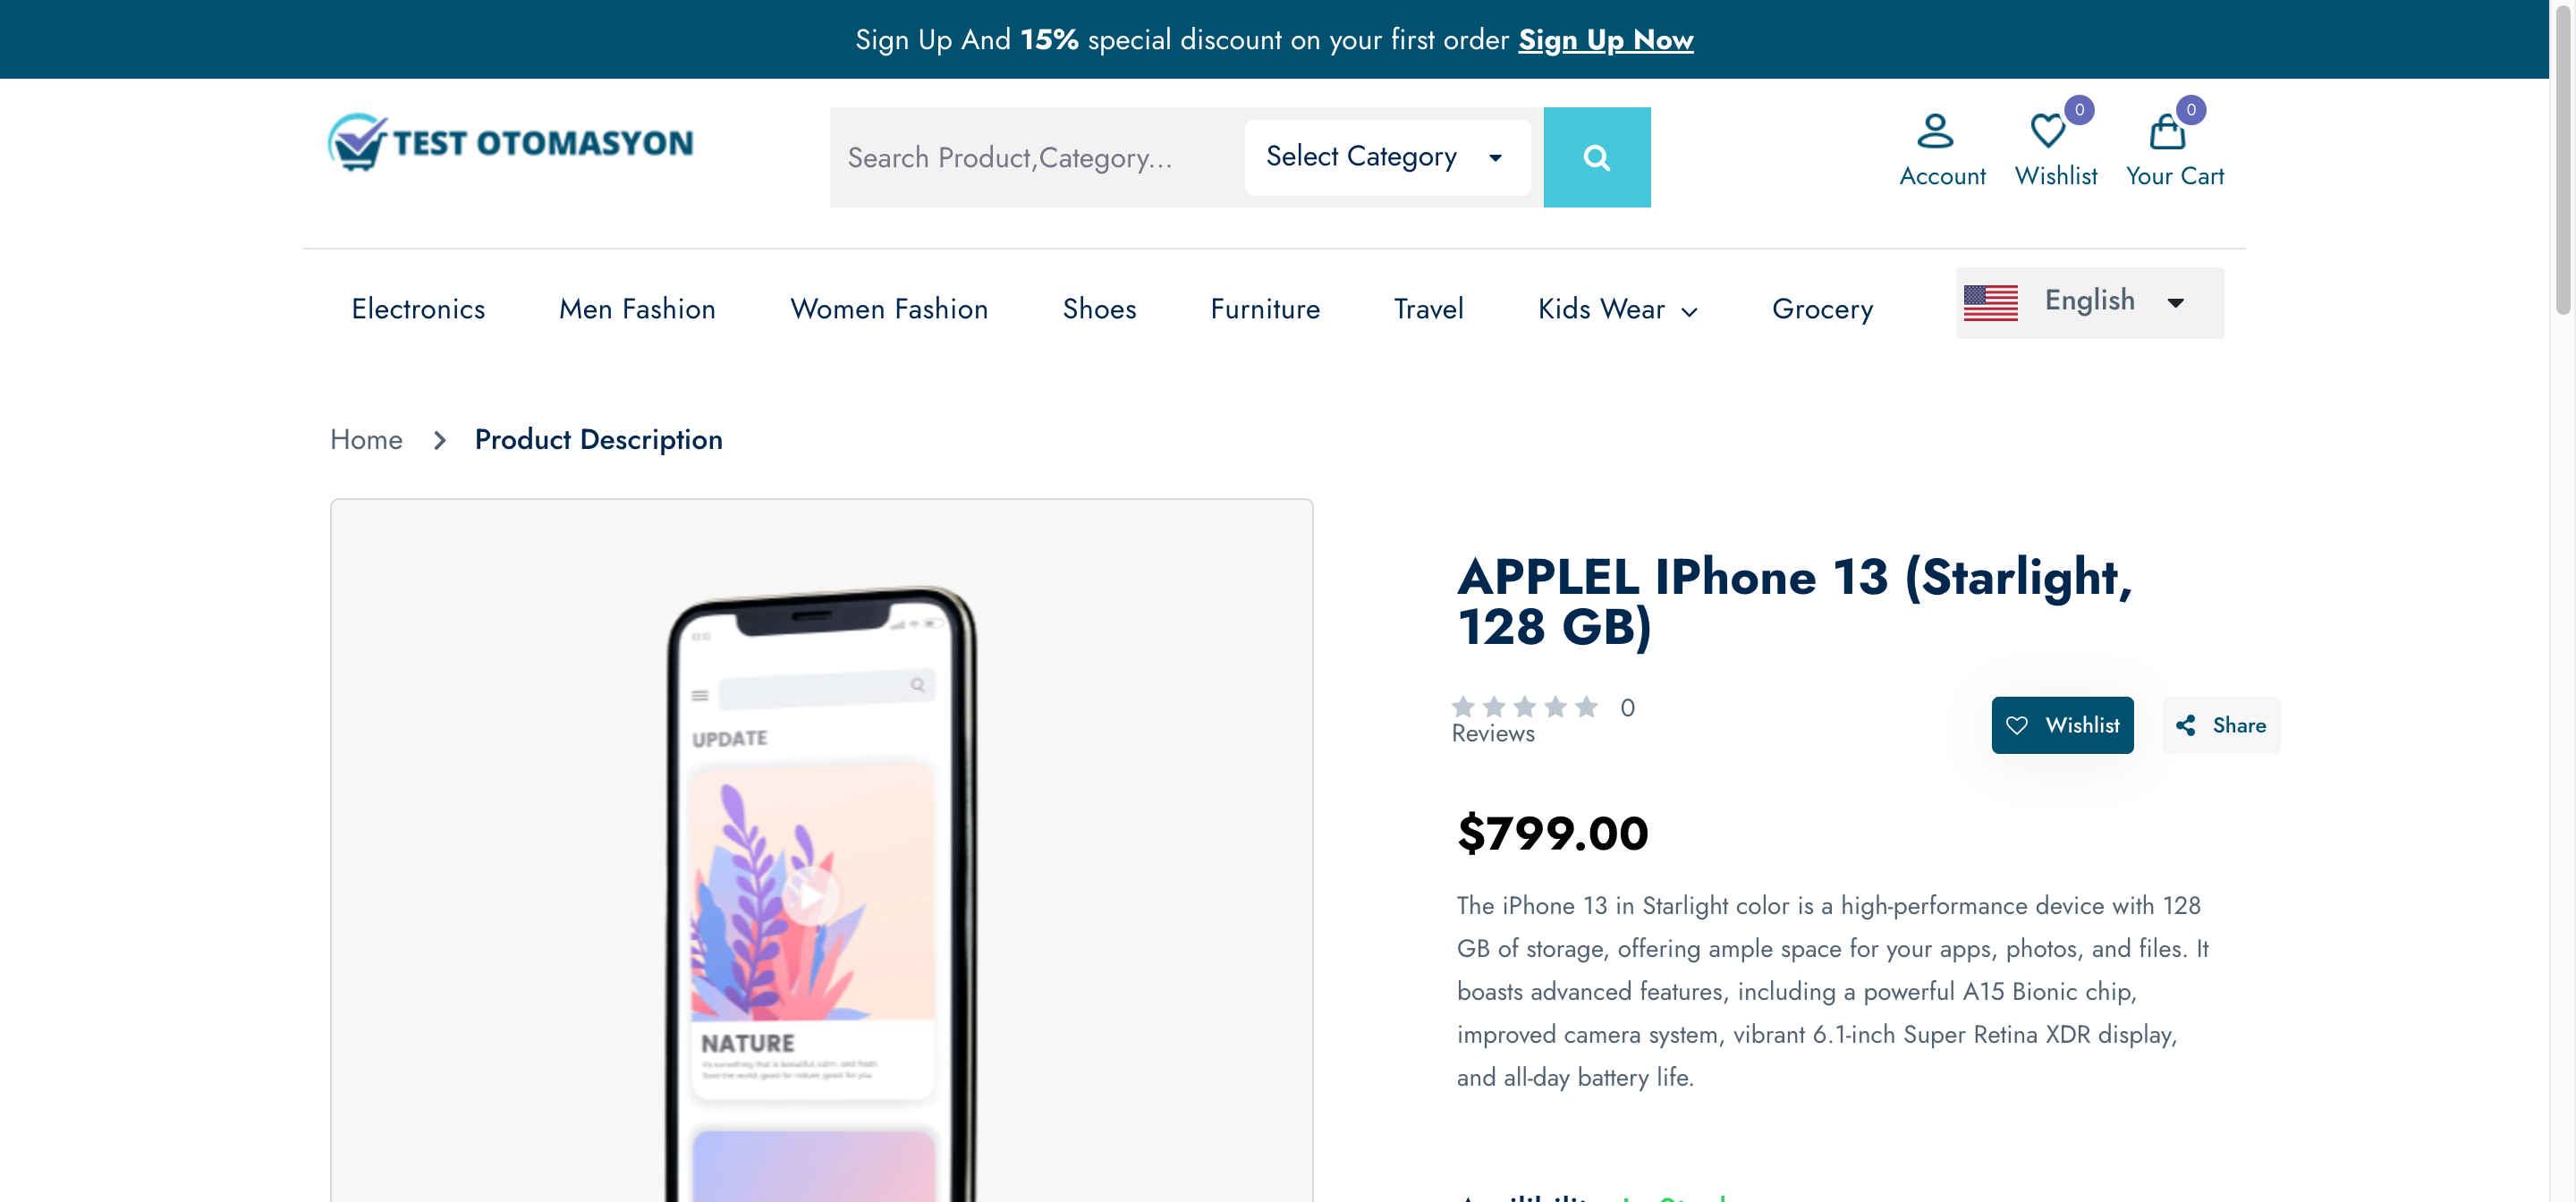 Sign Up And 15% special discount on your first order Sign Up Now
TEST OTOMASYON
Search Product,Category...
Select Category
0
0
Account
Wishlist
Your Cart
Electronics
Men Fashion
Women Fashion
Shoes
Furniture
Travel
Kids Wear
Grocery
English
Home
Product Description
10:10
UPDATE
NATURE
APPLEL IPhone 13 (Starlight,
128 GB)
0
Reviews
Wishlist
Share
$799.00
The iPhone 13 in Starlight color is a high-performance device with 128
GB of storage, offering ample space for your apps, photos, and files. It
boasts advanced features, including a powerful A15 Bionic chip,
improved camera system, vibrant 6.1-inch Super Retina XDR display,
and all-day battery life.